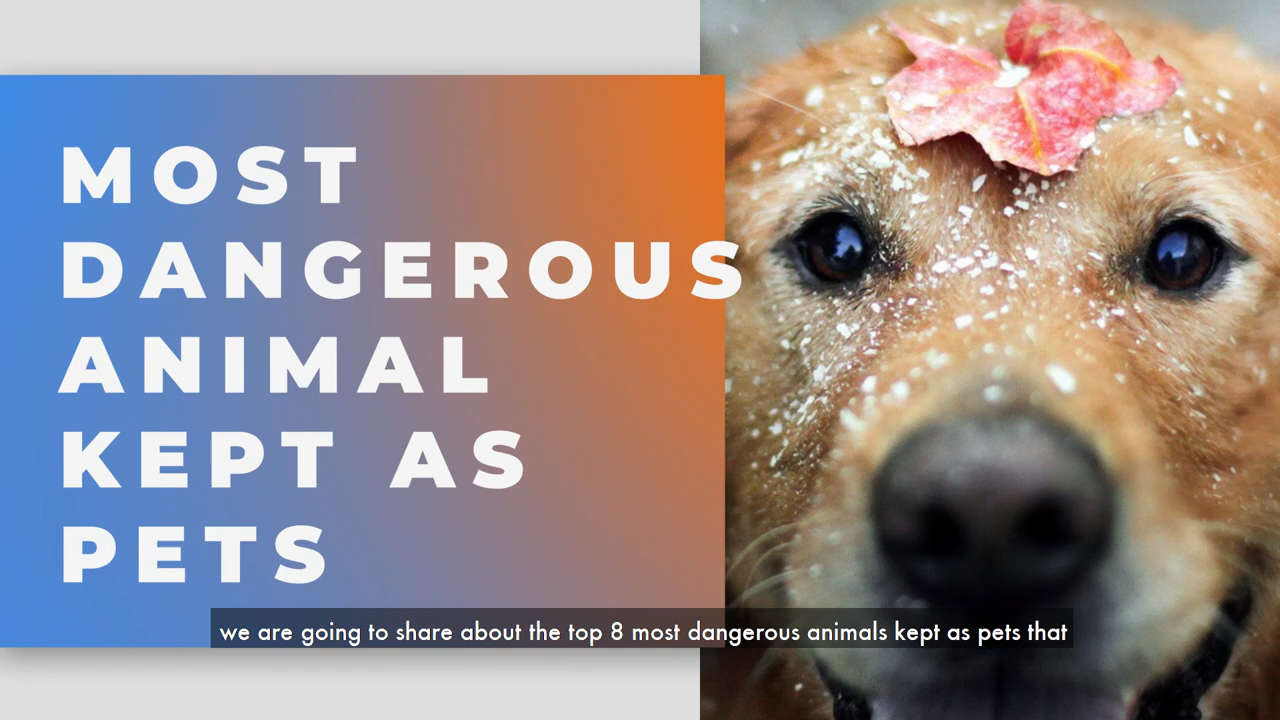 MOST
DANGEROUS
ANIMAL
KEPT AS
PETS
we are going to share about the top 8 most dangerous animals kept as pets that